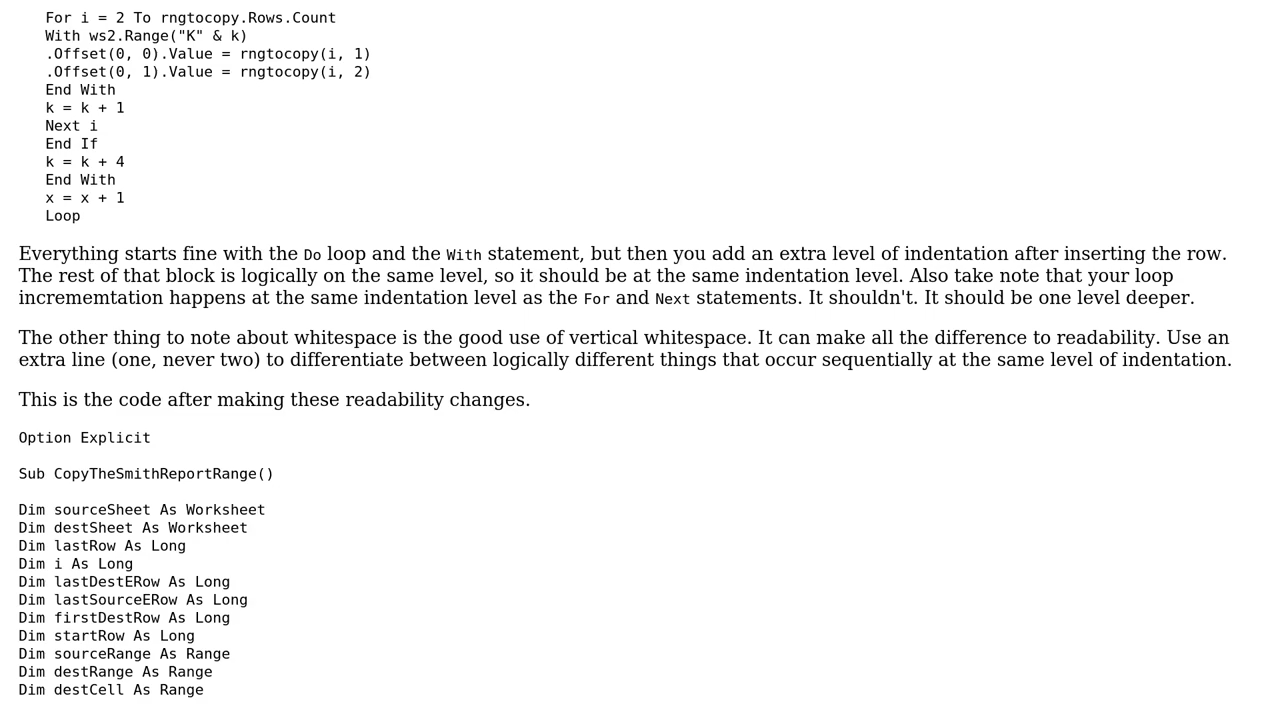 For i = 2 To rngtocopy.Rows.Count
With ws2.Range("K" & k)
.Offset(0, 0).Value = rngtocopy(i, 1)
.Offset(0, 1).Value = rngtocopy(i, 2)
End With
k = k + 1
Next i
End If
k = k + 4
End With
x = x + 1
Loop
Everything starts fine with the Do loop and the With statement, but then you add an extra level of indentation after inserting the row.
The rest of that block is logically on the same level, so it should be at the same indentation level. Also take note that your loop
incrememtation happens at the same indentation level as the For and Next statements. It shouldn't. It should be one level deeper.
The other thing to note about whitespace is the good use of vertical whitespace. It can make all the difference to readability. Use an
extra line (one, never two) to differentiate between logically different things that occur sequentially at the same level of indentation.
This is the code after making these readability changes.
Option Explicit
Sub CopyTheSmithReportRange()
Dim sourceSheet As Worksheet
Dim destSheet As Worksheet
Dim lastRow As Long
Dim i As Long
Dim lastDestERow As Long
Dim lastSourceERow As Long
Dim firstDestRow As Long
Dim startRow As Long
Dim sourceRange As Range
Dim destRange As Range
Dim destCell As Range